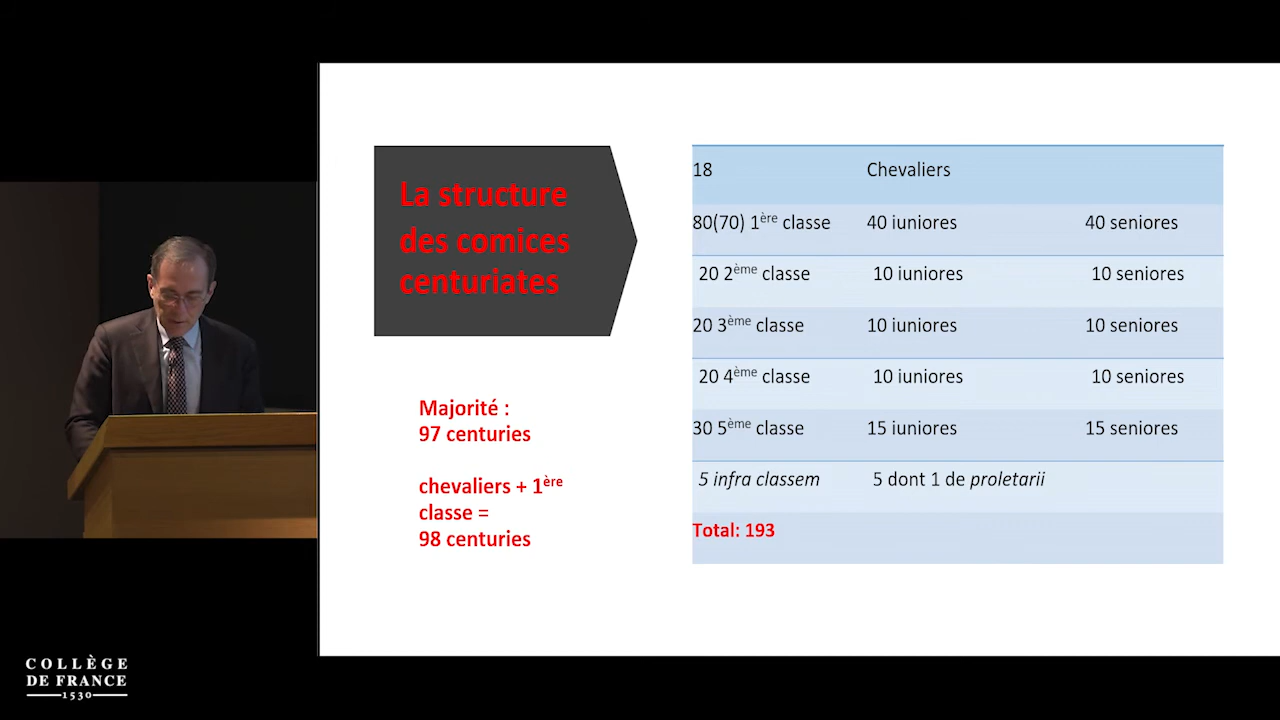 La structure
des comices
centuriates
Majorité :
97 centuries
chevaliers + 1ère
classe =
98 centuries
18 Chevaliers
80(70) 1ère classe 40 iuniores 40 seniores
20 2ème classe 10 iuniores 10 seniores
20 3ème classe 10 iuniores 10 seniores
20 4ème classe 10 iuniores 10 seniores
30 5ème classe 15 iuniores 15 seniores
5 infra classem 5 dont 1 de proletarii
Total: 193
COLLÈGE
DE FRANCE
1530